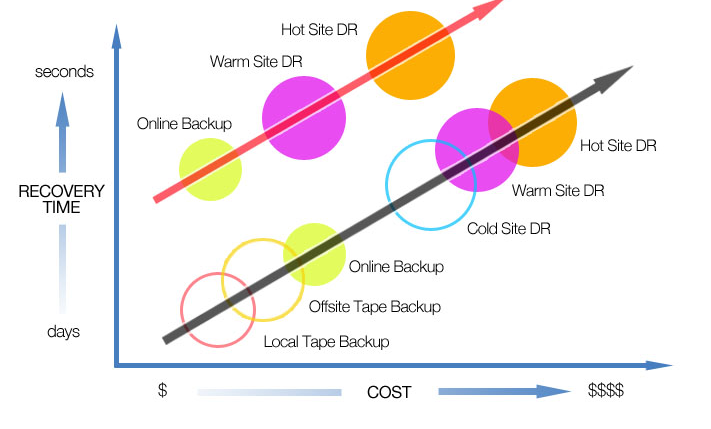 Hot Site DR
Warm Site DR
seconds
Online Backup
Hot Site DR
RECOVERY
TIME
Warm Site DR
Cold Site DR
Online Backup
Offsite Tape Backup
days
Local Tape Backup
$ COST $$$$